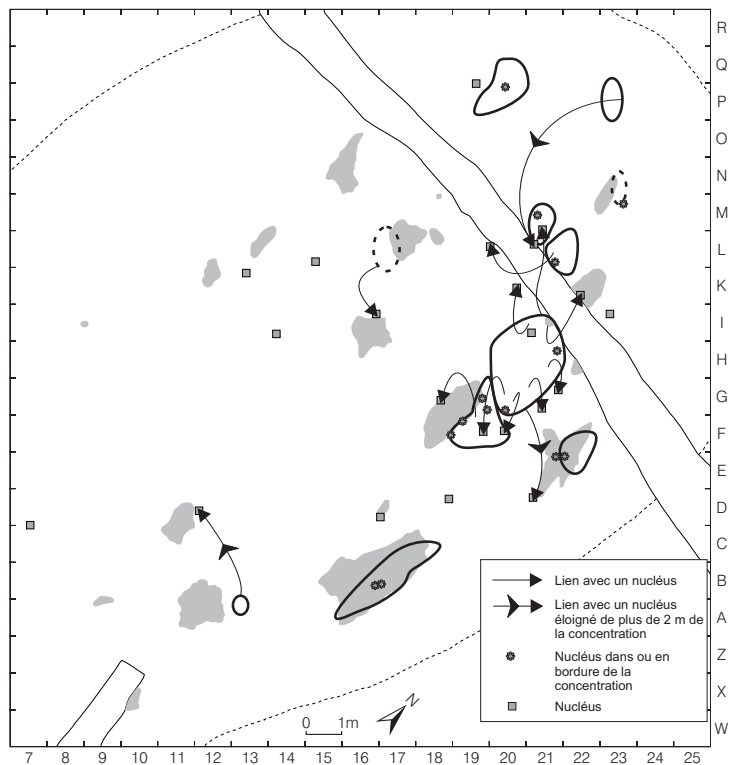 R
Q
P
O
N
M
L
K
I
H
G
F
E
D
C
B
A
Z
X
W
Lien avec un nucléus
Lien avec un nucléus
éloigné de plus de 2 m de
la concentration
Nucléus dans ou en
bordure de la
concentration
Nucléus
N
0 1m
7 8 9 10 11 12 13 14 15 16 17 18 19 20 21 22 23 24 25